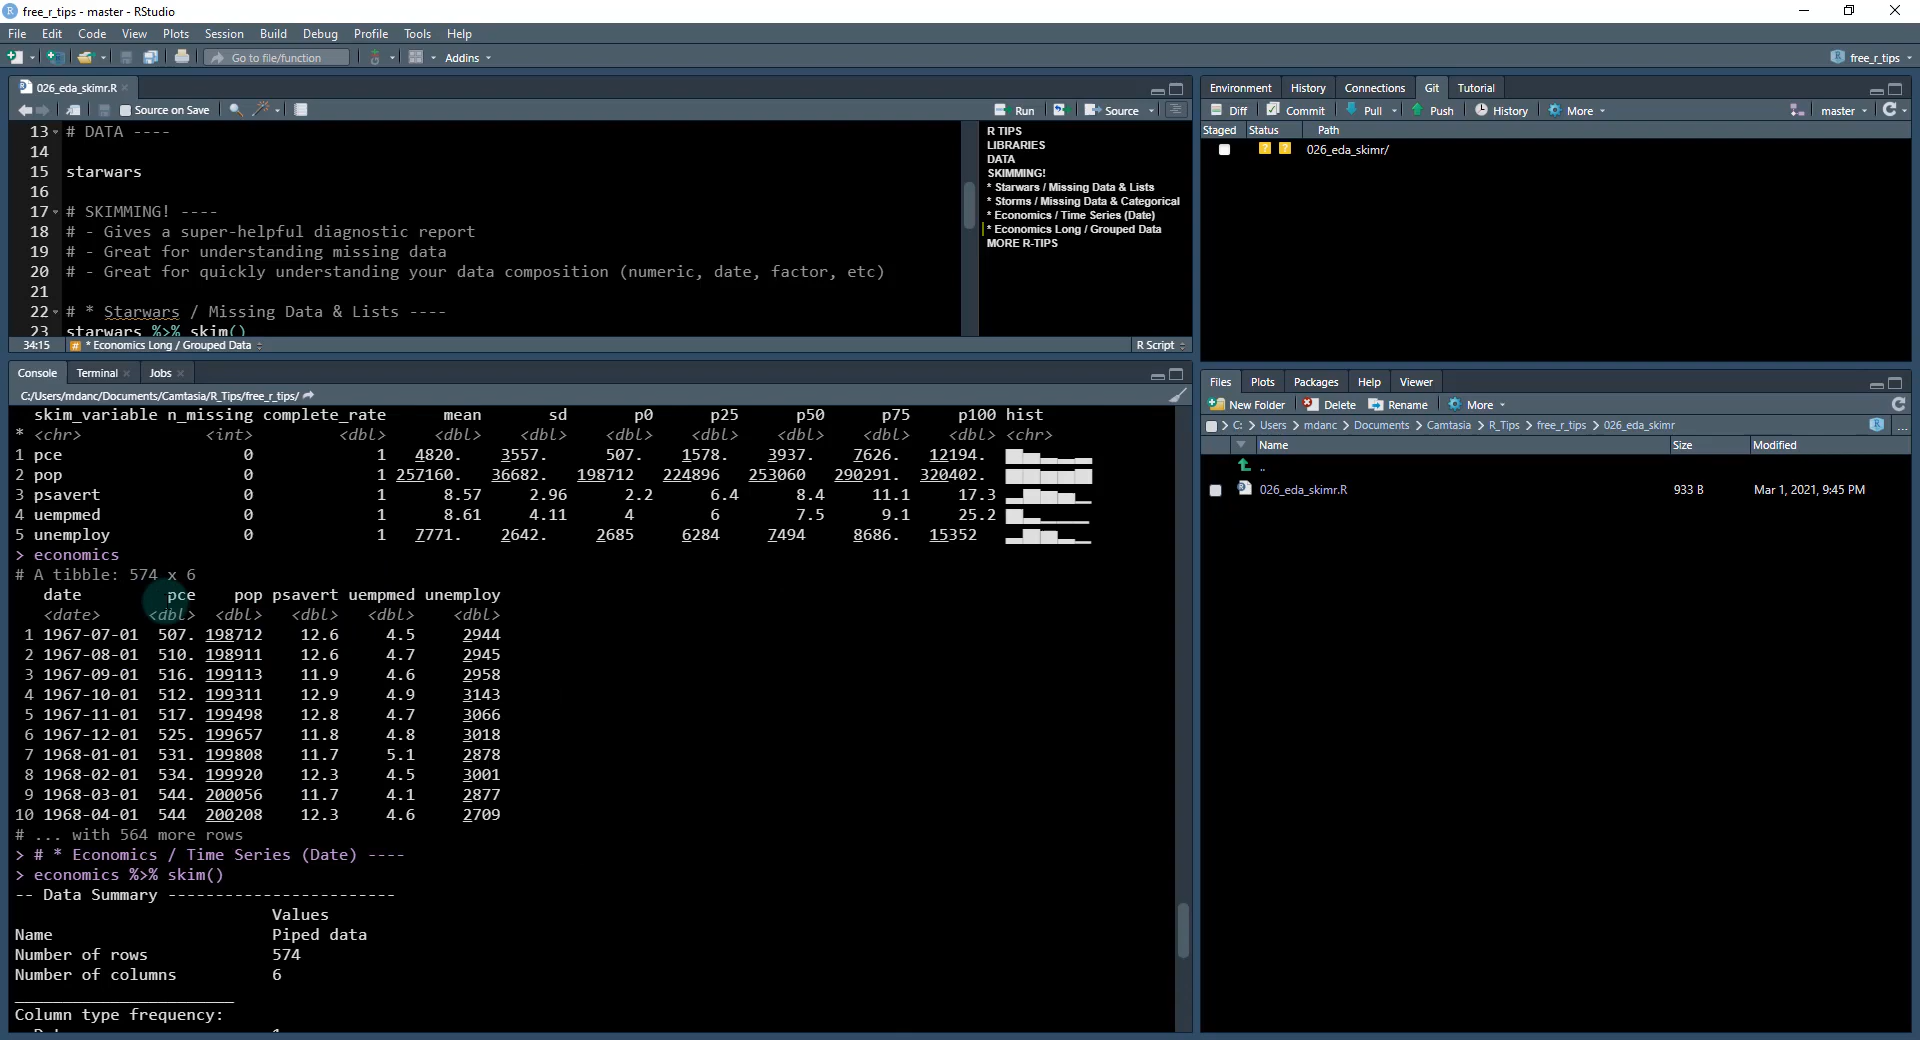 free_r_tips - master - RStudio
File Edit Code View Plots Session Build Debug Profile Tools Help
Go to file/function Addins free_r_tips
026_eda_skimr.R
Source on Save Run Source
13 # DATA ----
14
15 starwars
16
17 # SKIMMING! ----
18 # - Gives a super-helpful diagnostic report
19 # - Great for understanding missing data
20 # - Great for quickly understanding your data composition (numeric, date, factor, etc)
21
22 # * Starwars / Missing Data & Lists ----
23 starwars %>% skim()
R TIPS
LIBRARIES
DATA
SKIMMING!
* Starwars / Missing Data & Lists
* Storms / Missing Data & Categorical
* Economics / Time Series (Date)
* Economics Long / Grouped Data
MORE R-TIPS
34:15 # * Economics Long / Grouped Data R Script
Console Terminal Jobs
C:/Users/mdanc/Documents/Camtasia/R_Tips/free_r_tips/
skim_variable n_missing complete_rate mean sd p0 p25 p50 p75 p100 hist
* <chr> <int> <dbl> <dbl> <dbl> <dbl> <dbl> <dbl> <dbl> <dbl> <chr>
1 pce 0 1 4820. 3557. 507. 1578. 3937. 7626. 12194.
2 pop 0 1 257160. 36682. 198712 224896 253060 290291. 320402.
3 psavert 0 1 8.57 2.96 2.2 6.4 8.4 11.1 17.3
4 uempmed 0 1 8.61 4.11 4 6 7.5 9.1 25.2
5 unemploy 0 1 7771. 2642. 2685 6284 7494 8686. 15352
> economics
# A tibble: 574 x 6
date pce pop psavert uempmed unemploy
<date> <dbl> <dbl> <dbl> <dbl> <dbl>
1 1967-07-01 507. 198712 12.6 4.5 2944
2 1967-08-01 510. 198911 12.6 4.7 2945
3 1967-09-01 516. 199113 11.9 4.6 2958
4 1967-10-01 512. 199311 12.9 4.9 3143
5 1967-11-01 517. 199498 12.8 4.7 3066
6 1967-12-01 525. 199657 11.8 4.8 3018
7 1968-01-01 531. 199808 11.7 5.1 2878
8 1968-02-01 534. 199920 12.3 4.5 3001
9 1968-03-01 544. 200056 11.7 4.1 2877
10 1968-04-01 544 200208 12.3 4.6 2709
# ... with 564 more rows
> # * Economics / Time Series (Date) ----
> economics %>% skim()
-- Data Summary ------------------------
Values
Name Piped data
Number of rows 574
Number of columns 6
_______________________
Column type frequency:
Environment History Connections Git Tutorial
Diff Commit Pull Push History More master
Staged Status Path
? ? 026_eda_skimr/
Files Plots Packages Help Viewer
New Folder Delete Rename More
C: > Users > mdanc > Documents > Camtasia > R_Tips > free_r_tips > 026_eda_skimr ...
Name Size Modified
..
026_eda_skimr.R 933 B Mar 1, 2021, 9:45 PM